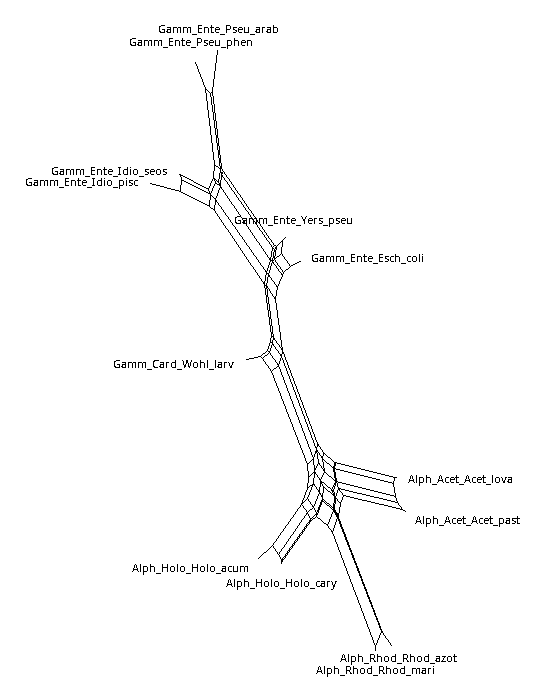 Gamm_Ente_Pseu_arab
Gamm_Ente_Pseu_phen
Gamm_Ente_Idio_seos
Gamm_Ente_Idio_pisc
Gamm_Ente_Yers_pseu
Gamm_Ente_Esch_coli
Gamm_Card_Wohl_larv
Alph_Acet_Acet_lova
Alph_Acet_Acet_past
Alph_Holo_Holo_acum
Alph_Holo_Holo_cary
Alph_Rhod_Rhod_azot
Alph_Rhod_Rhod_mari